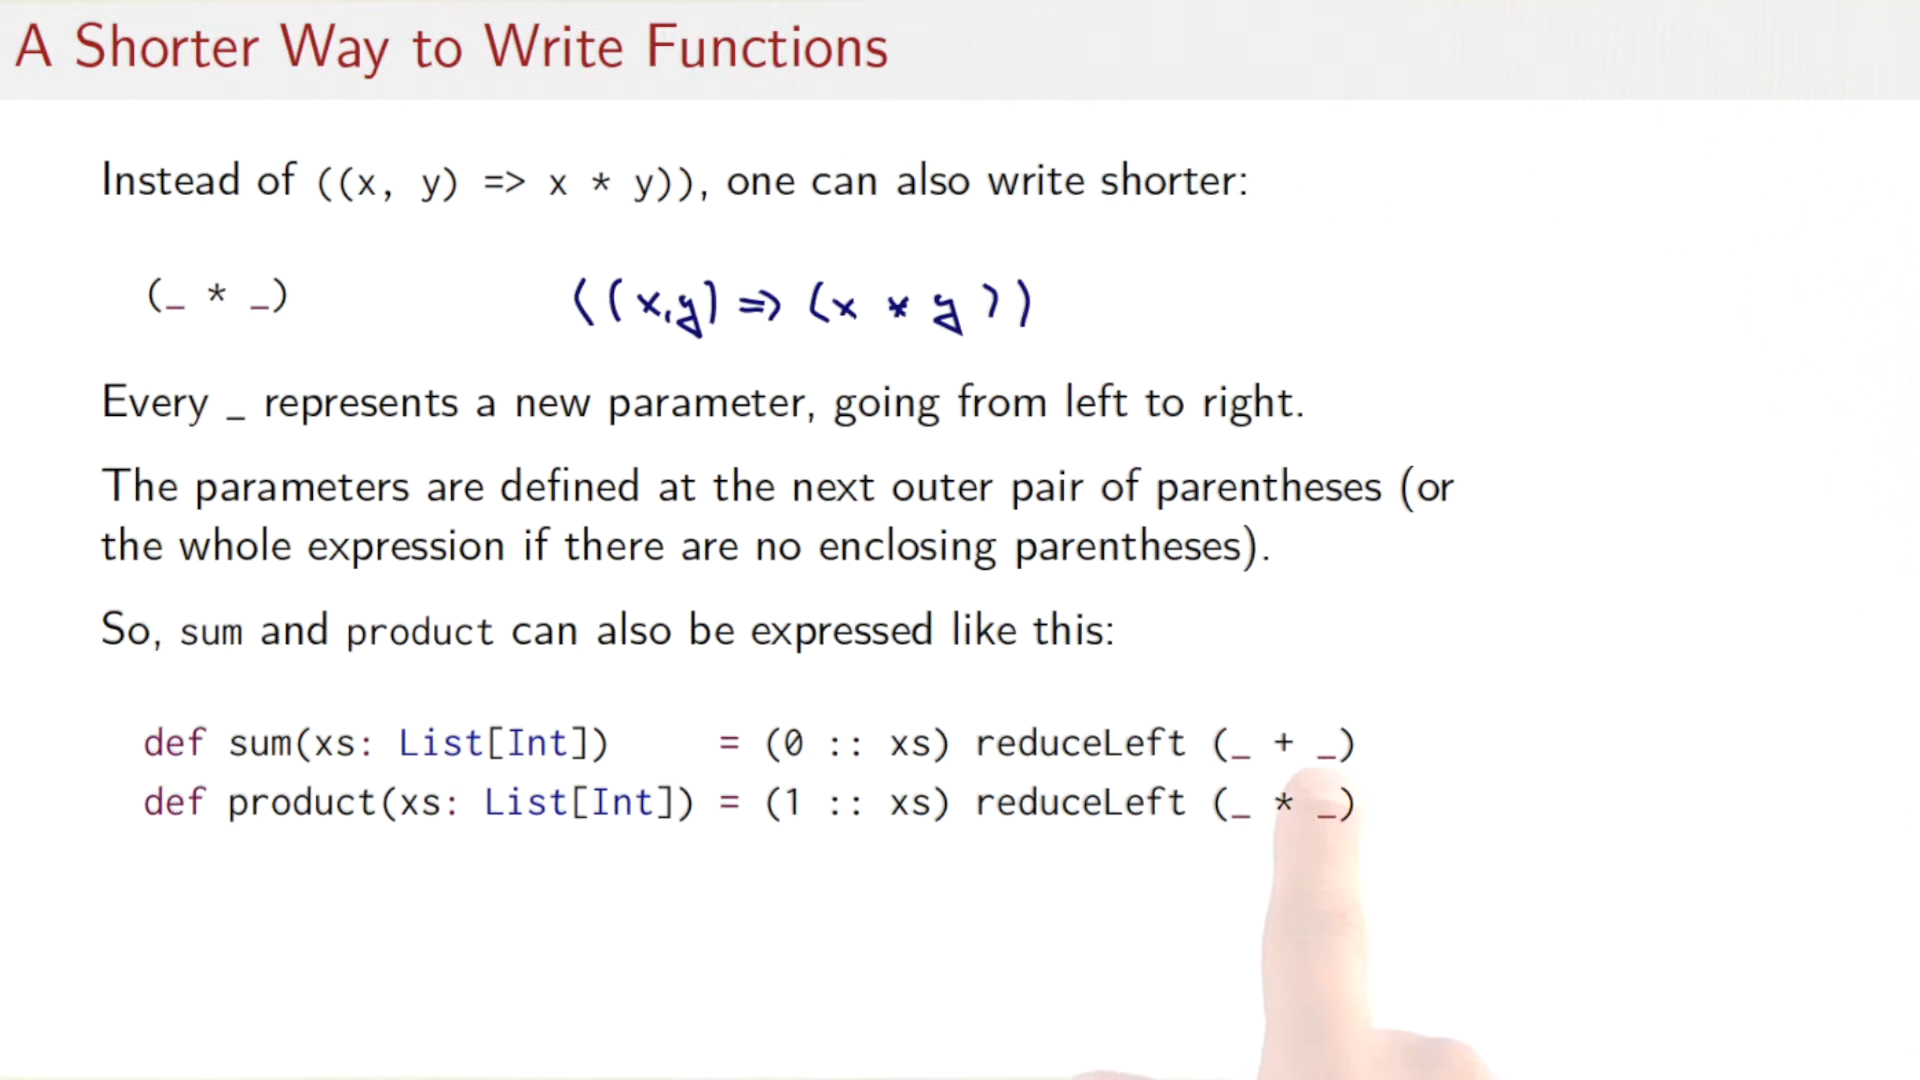 A Shorter Way to Write Functions
Instead of ((x, y) => x * y)), one can also write shorter:
(_ * _)    ((x,y) => (x * y))
Every _ represents a new parameter, going from left to right.
The parameters are defined at the next outer pair of parentheses (or
the whole expression if there are no enclosing parentheses).
So, sum and product can also be expressed like this:
def sum(xs: List[Int])     = (0 :: xs) reduceLeft (_ + _)
def product(xs: List[Int]) = (1 :: xs) reduceLeft (_ * _)